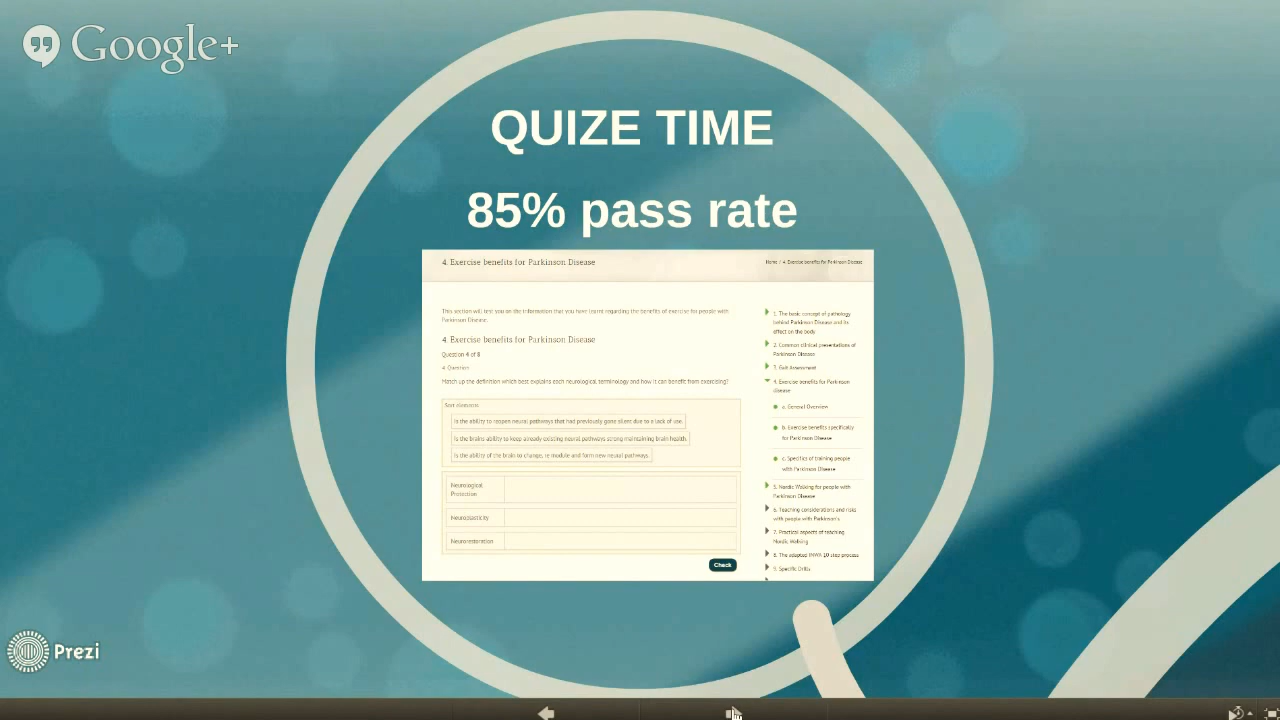 Google+
QUIZE TIME
85% pass rate
4. Exercise benefits for Parkinson Disease
Home / 4. Exercise benefits for Parkinson Disease
This section will test you on the information that you have learnt regarding the benefits of exercise for people with
Parkinson Disease.
4. Exercise benefits for Parkinson Disease
Question 4 of 8
4. Question
Match up the definition which best explains each neurological terminology and how it can benefit from exercising?
Sort elements
Is the ability to reopen neural pathways that had previously gone silent due to a lack of use.
Is the brains ability to keep already existing neural pathways strong maintaining brain health.
Is the ability of the brain to change, re module and form new neural pathways.
Neurological
Protection
Neuroplasticity
Neurorestoration
Check
1. The basic concept of pathology
behind Parkinson Disease and its
effect on the body
2. Common clinical presentations of
Parkinson Disease
3. Gait Assessment
4. Exercise benefits for Parkinson
disease
a. General Overview
b. Exercise benefits specifically
for Parkinson Disease
c. Specifics of training people
with Parkinson Disease
5. Nordic Walking for people with
Parkinson Disease
6. Teaching considerations and risks
with people with Parkinson's
7. Practical aspects of teaching
Nordic Walking
8. The adapted INWA 10 step process
9. Specific Drills
Prezi